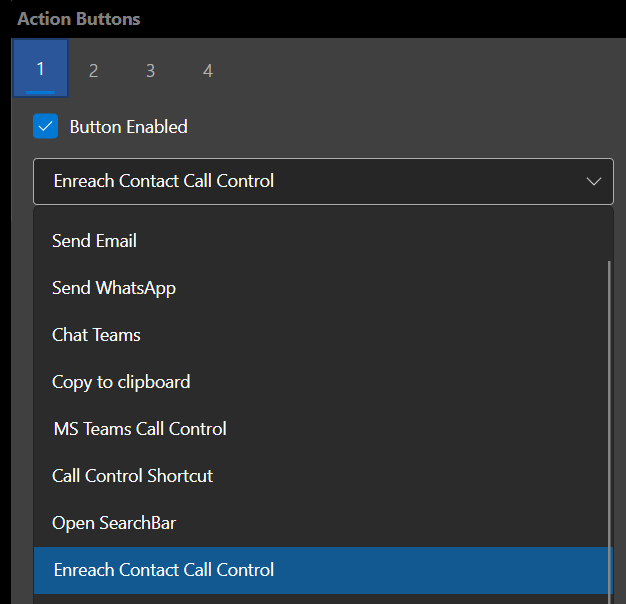 Action Buttons
1 2 3 4
Button Enabled
Enreach Contact Call Control
Send Email
Send WhatsApp
Chat Teams
Copy to clipboard
MS Teams Call Control
Call Control Shortcut
Open SearchBar
Enreach Contact Call Control